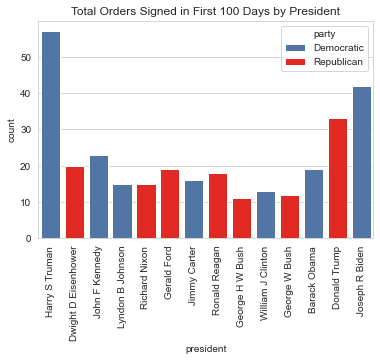 Total Orders Signed in First 100 Days by President
party
Democratic
Republican
count
50
40
30
20
10
0
Harry S Truman
Dwight D Eisenhower
John F Kennedy
Lyndon B Johnson
Richard Nixon
Gerald Ford
Jimmy Carter
Ronald Reagan
George H W Bush
William J Clinton
George W Bush
Barack Obama
Donald Trump
Joseph R Biden
president